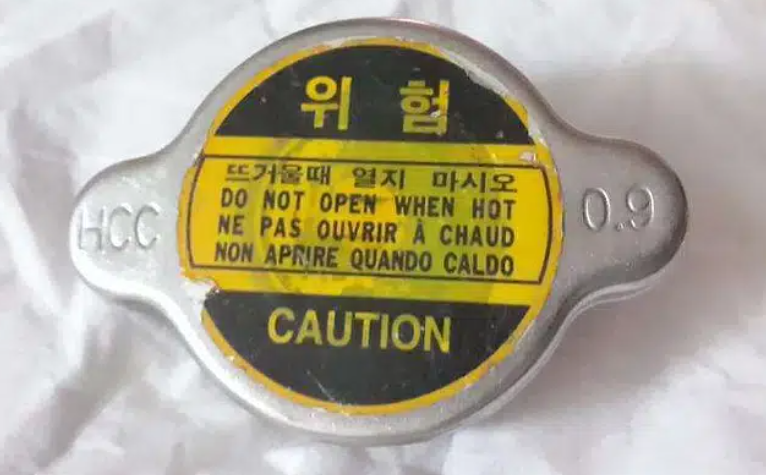 위 험
뜨거울때 열지 마시오
DO NOT OPEN WHEN HOT
NE PAS OUVRIR À CHAUD
NON APRIRE QUANDO CALDO
CAUTION
HCC
0.9